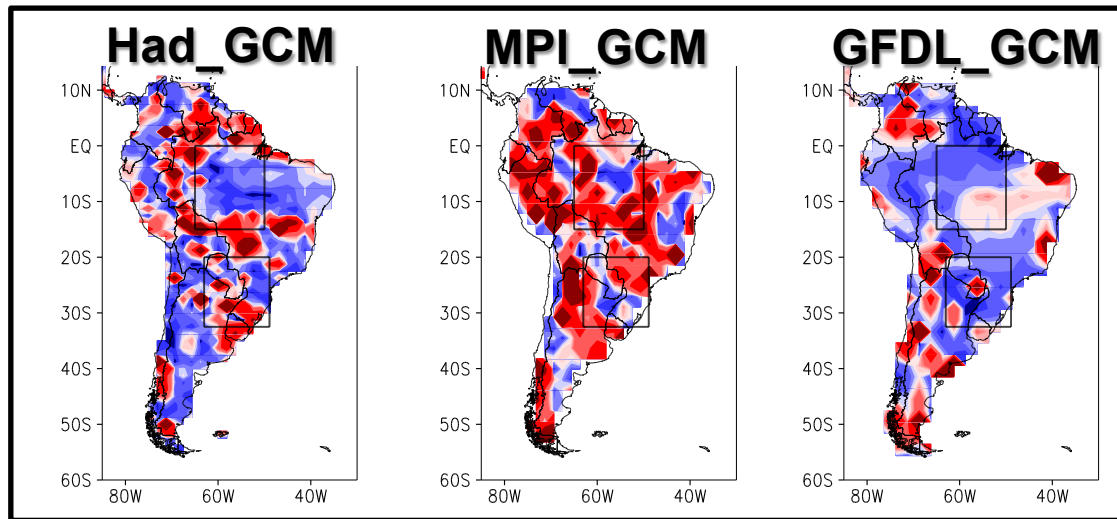 Had_GCM MPI_GCM GFDL_GCM
10N 10N 10N
EQ EQ EQ
10S 10S 10S
20S 20S 20S
30S 30S 30S
40S 40S 40S
50S 50S 50S
60S 60S 60S
80W 60W 40W 80W 60W 40W 80W 60W 40W